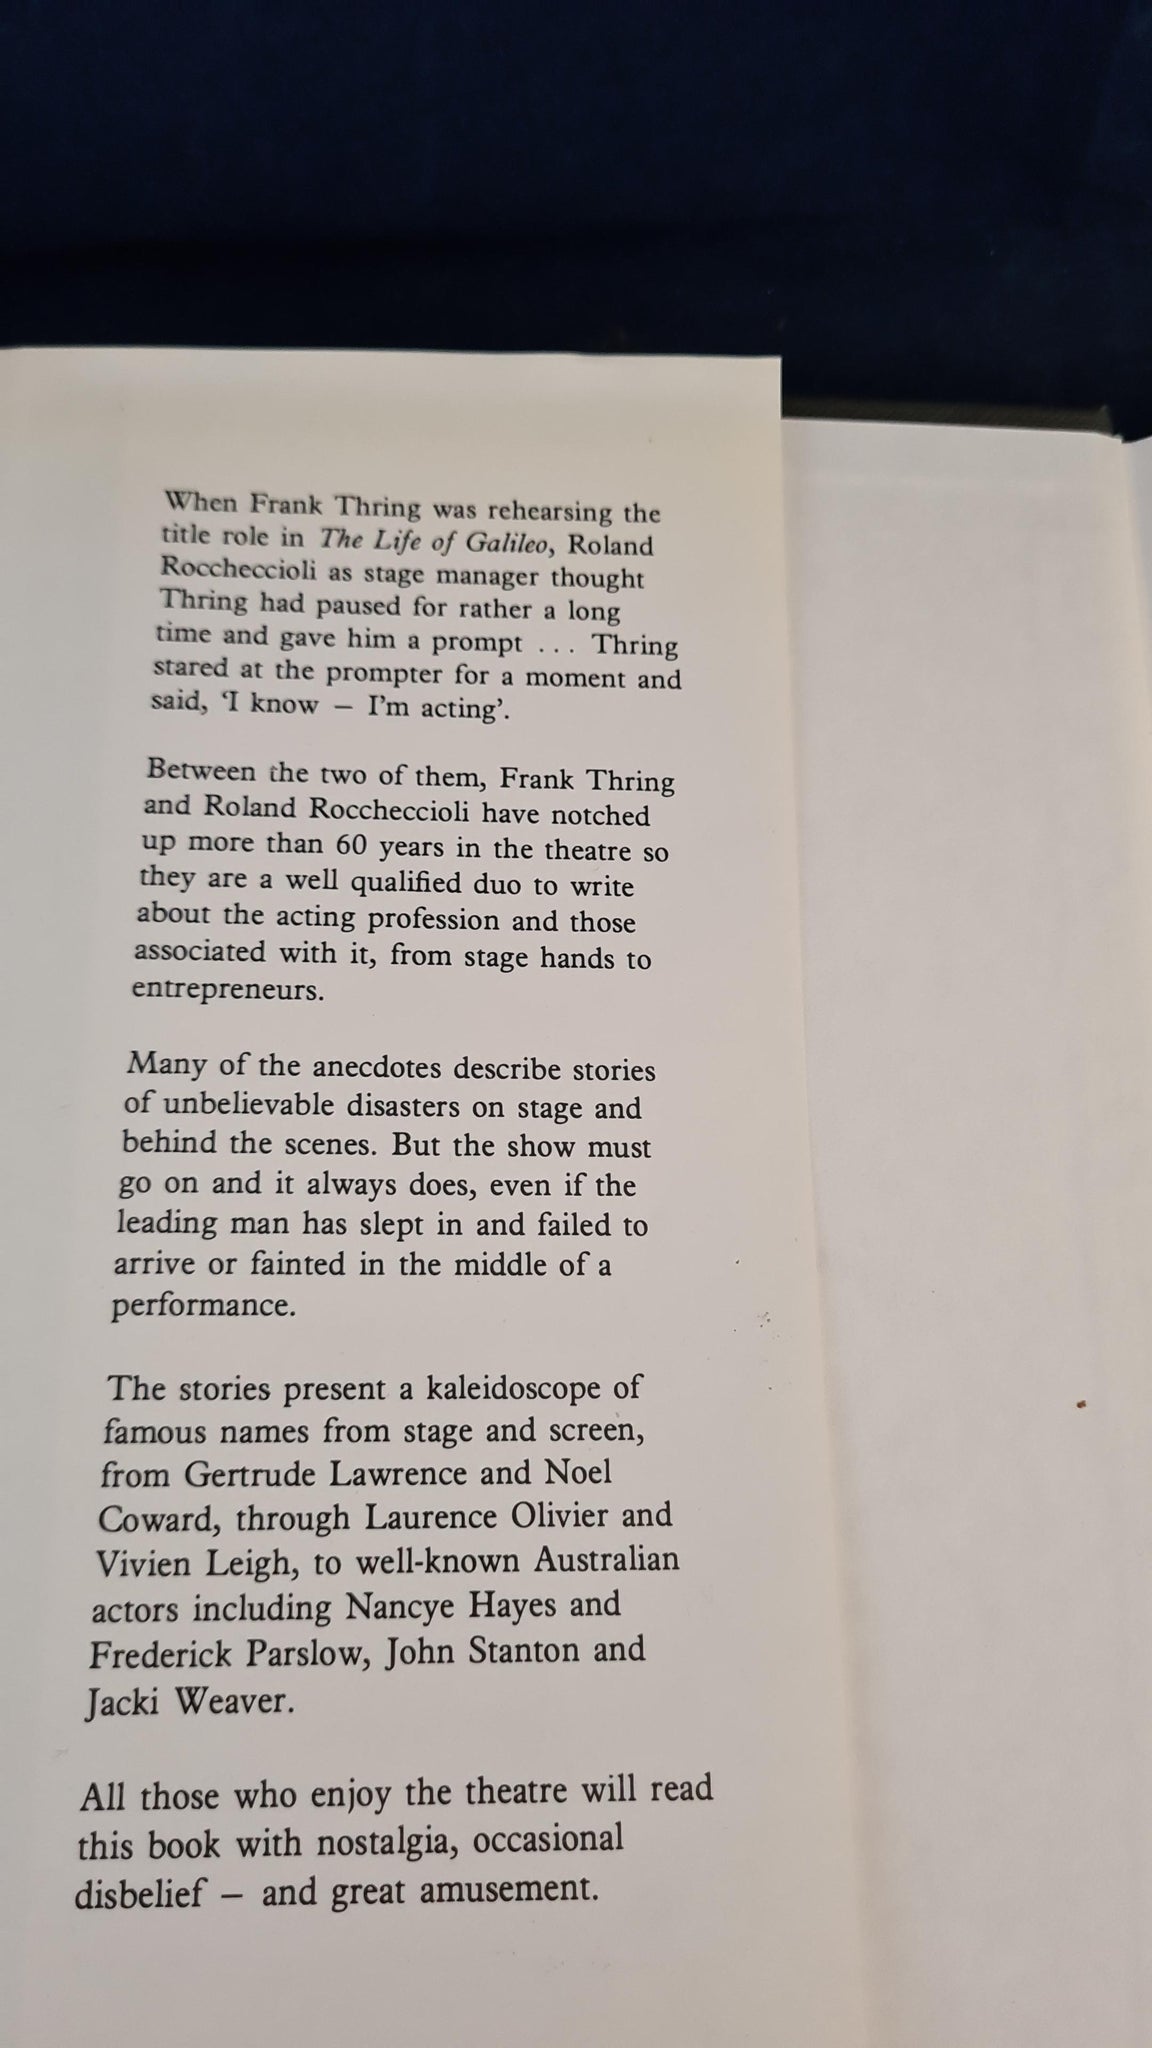 When Frank Thring was rehearsing the
title role in The Life of Galileo, Roland
Roccheccioli as stage manager thought
Thring had paused for rather a long
time and gave him a prompt ... Thring
stared at the prompter for a moment and
said, ‘I know – I’m acting’.
Between the two of them, Frank Thring
and Roland Roccheccioli have notched
up more than 60 years in the theatre so
they are a well qualified duo to write
about the acting profession and those
associated with it, from stage hands to
entrepreneurs.
Many of the anecdotes describe stories
of unbelievable disasters on stage and
behind the scenes. But the show must
go on and it always does, even if the
leading man has slept in and failed to
arrive or fainted in the middle of a
performance.
The stories present a kaleidoscope of
famous names from stage and screen,
from Gertrude Lawrence and Noel
Coward, through Laurence Olivier and
Vivien Leigh, to well-known Australian
actors including Nancye Hayes and
Frederick Parslow, John Stanton and
Jacki Weaver.
All those who enjoy the theatre will read
this book with nostalgia, occasional
disbelief – and great amusement.